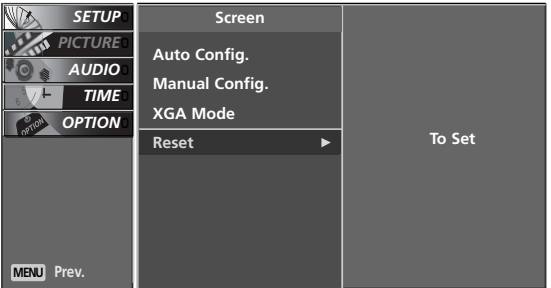 SETUP
PICTURE
AUDIO
TIME
OPTION
MENU Prev.
Screen
Auto Config.
Manual Config.
XGA Mode
Reset ►
To Set